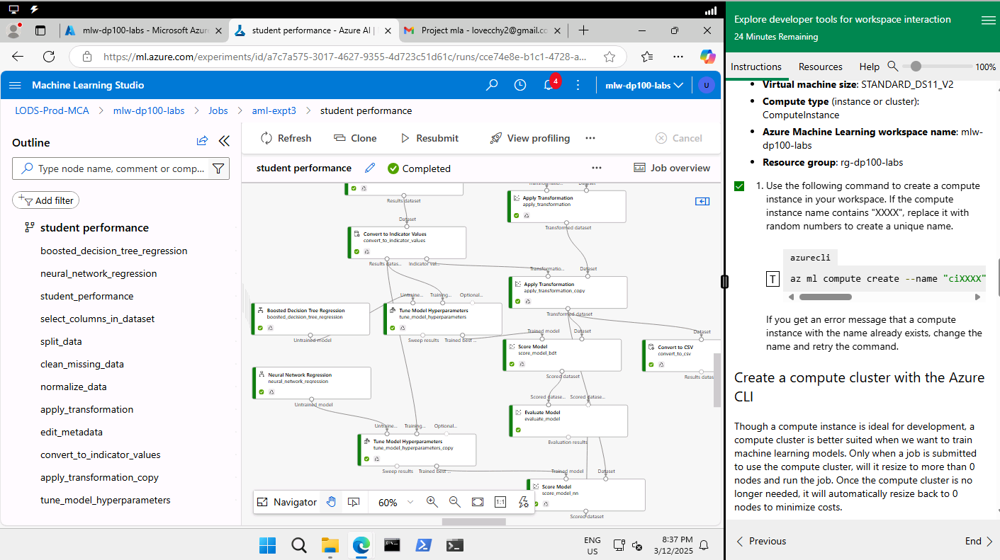 mlw-dp100-labs - Microsoft Azure
student performance - Azure AI |
Project mla - lovecchy2@gmail.co
https://ml.azure.com/experiments/id/a7c7a575-3017-4627-9355-4d723c51d61c/runs/cce74e8e-b1c1-4728-a...
Machine Learning Studio
4
mlw-dp100-labs
U
LODS-Prod-MCA
mlw-dp100-labs
Jobs
aml-expt3
student performance
Outline
Type node name, comment or comp...
Add filter
student performance
boosted_decision_tree_regression
neural_network_regression
student_performance
select_columns_in_dataset
split_data
clean_missing_data
normalize_data
apply_transformation
edit_metadata
convert_to_indicator_values
apply_transformation_copy
tune_model_hyperparameters
Refresh
Clone
Resubmit
View profiling
Cancel
student performance
Completed
Job overview
Results dataset
Dataset
Convert to Indicator Values
convert_to_indicator_values
Results datas...
Indicator val...
Transformatio...
Dataset
Apply Transformation
apply_transformation
Transformed dataset
Transformatio...
Dataset
Apply Transformation
apply_transformation_copy
Transformed dataset
Untraine...
Training...
Optional...
Boosted Decision Tree Regression
boosted_decision_tree_regression
Untrained model
Tune Model Hyperparameters
tune_model_hyperparameters
Sweep results
Trained best ...
Trained model
Dataset
Score Model
score_model_bdt
Scored dataset
Dataset
Convert to CSV
convert_to_csv
Results datas
Neural Network Regression
neural_network_regression
Untrained model
Scored datase...
Scored datase...
Evaluate Model
evaluate_model
Evaluation results
Untraine...
Training...
Optional...
Tune Model Hyperparameters
tune_model_hyperparameters_copy
Sweep results
Trained best ...
Trained model
Dataset
Score Model
score_model_nn
Scored dataset
Navigator
60%
1:1
ENG
US
8:37 PM
3/12/2025
Explore developer tools for workspace interaction
24 Minutes Remaining
Instructions
Resources
Help
100%
Virtual machine size: STANDARD_DS11_V2
Compute type (instance or cluster):
ComputeInstance
Azure Machine Learning workspace name: mlw-
dp100-labs
Resource group: rg-dp100-labs
1. Use the following command to create a compute
instance in your workspace. If the compute
instance name contains "XXXX", replace it with
random numbers to create a unique name.
azurecli
T
az ml compute create --name "ciXXXX"
If you get an error message that a compute
instance with the name already exists, change the
name and retry the command.
Create a compute cluster with the Azure
CLI
Though a compute instance is ideal for development, a
compute cluster is better suited when we want to train
machine learning models. Only when a job is submitted
to use the compute cluster, will it resize to more than 0
nodes and run the job. Once the compute cluster is no
longer needed, it will automatically resize back to 0
nodes to minimize costs.
Previous
End